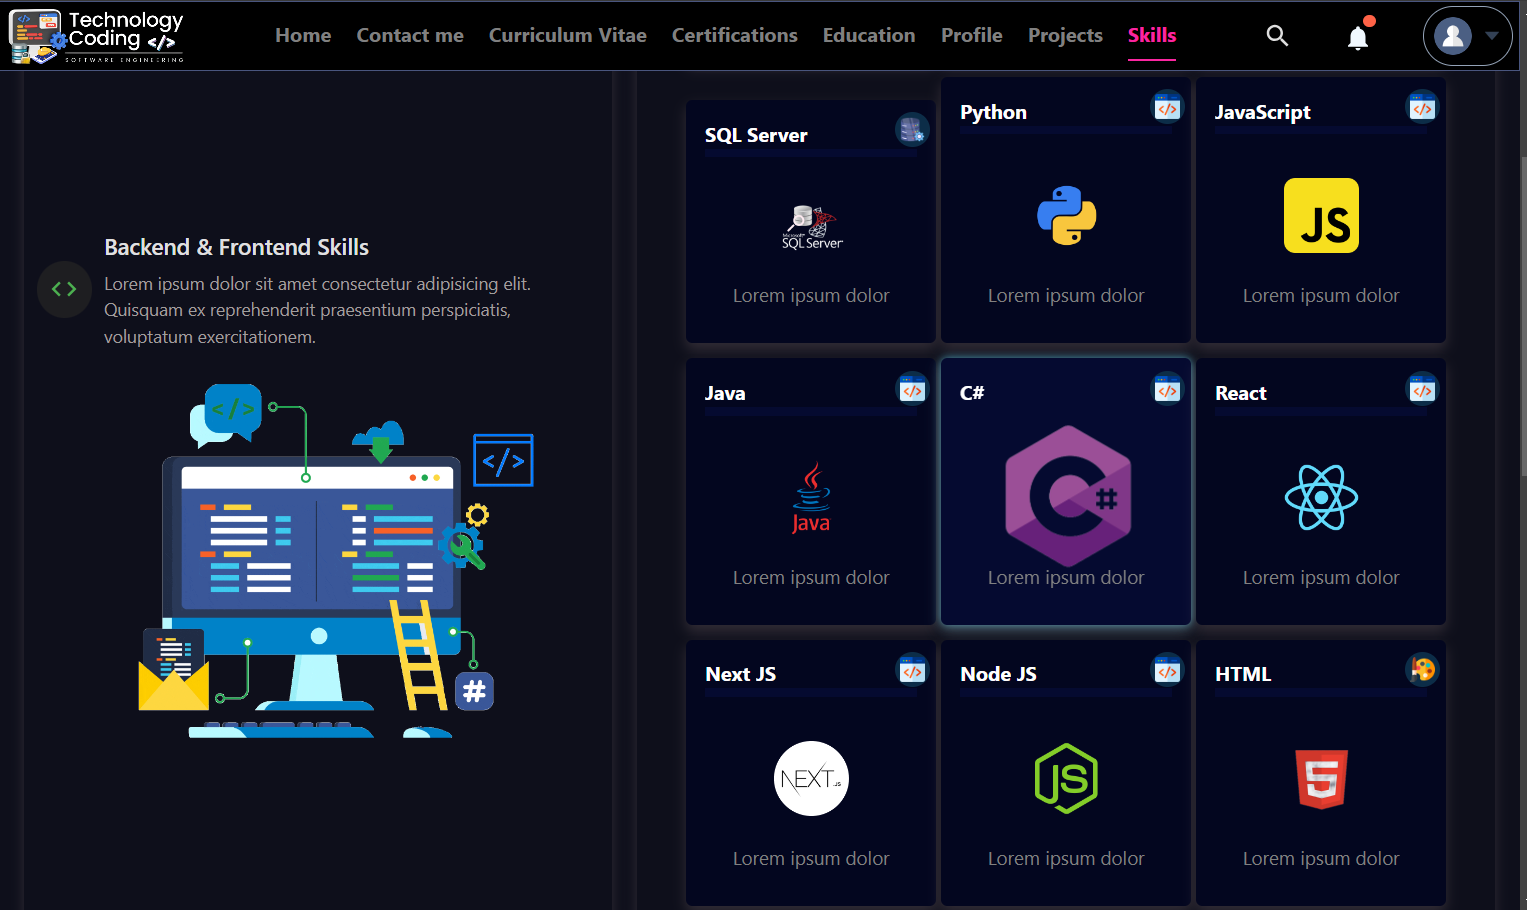 Technology
Coding </>
SOFTWARE ENGINEERING
Home Contact me Curriculum Vitae Certifications Education Profile Projects Skills
Backend & Frontend Skills
Lorem ipsum dolor sit amet consectetur adipisicing elit.
Quisquam ex reprehenderit praesentium perspiciatis,
voluptatum exercitationem.
</>
</>
#
SQL Server
Microsoft
SQL Server
Lorem ipsum dolor
Python
</>
Lorem ipsum dolor
JavaScript
</>
JS
Lorem ipsum dolor
Java
</>
Java
Lorem ipsum dolor
C#
</>
C#
Lorem ipsum dolor
React
</>
Lorem ipsum dolor
Next JS
</>
NEXT.JS
Lorem ipsum dolor
Node JS
</>
JS
Lorem ipsum dolor
HTML
5
Lorem ipsum dolor